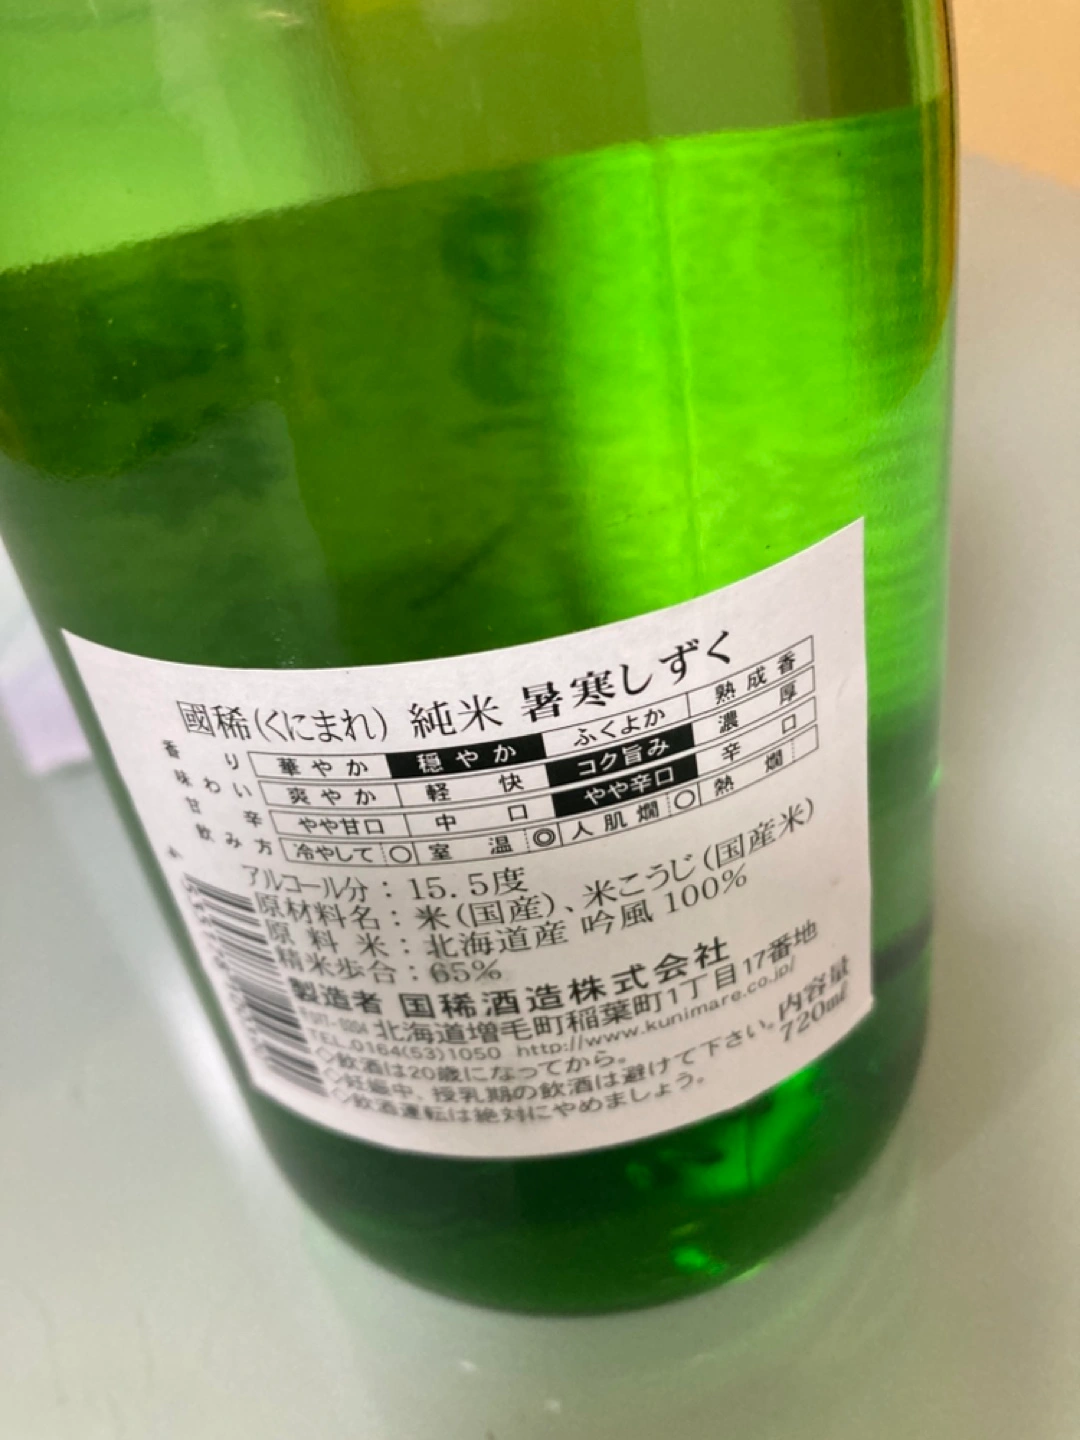 國稀(くにまれ) 純米 暑寒しずく
香り 華やか 穏やか ふくよか 熟成香
味わい 爽やか 軽快 コク旨み 濃厚
甘辛 やや甘口 中口 やや辛口 辛口
飲み方 冷やして ○ 室温 ◎ 人肌燗 ○ 熱燗
アルコール分：15.5度
原材料名：米(国産)、米こうじ(国産米)
原料米：北海道産 吟風 100%
精米歩合：65%
製造者 国稀酒造株式会社
北海道増毛町稲葉町1丁目17番地
TEL.0164(53)1050 http://www.kunimare.co.jp/
◇飲酒は20歳になってから。
◇妊娠中、授乳期の飲酒は避けて下さい。
◇飲酒運転は絶対にやめましょう。
内容量
720ml